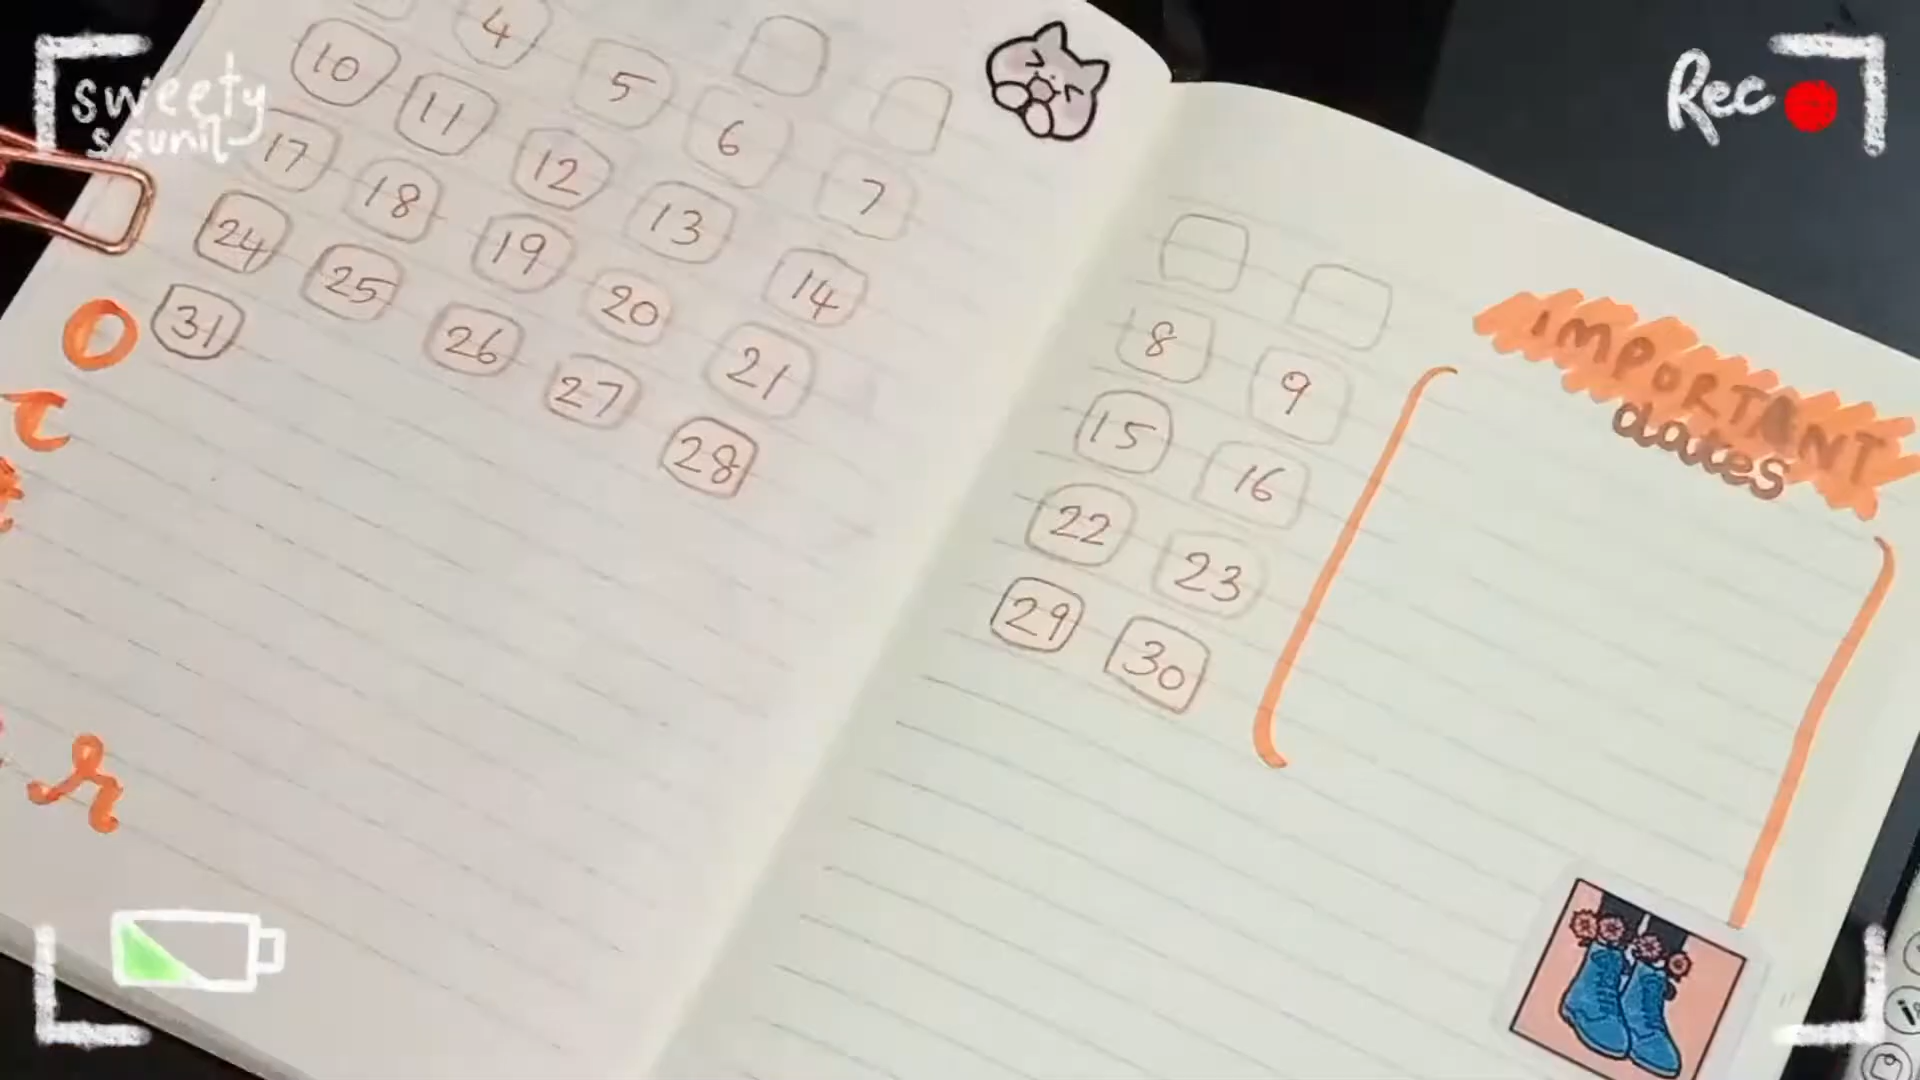 sweety
s sunil
Rec
4 5 6 7
10 11 12 13 14
17 18 19 20 21
24 25 26 27 28
31
O
t
r
8 9
15 16
22 23
29 30
IMPORTANT
dates